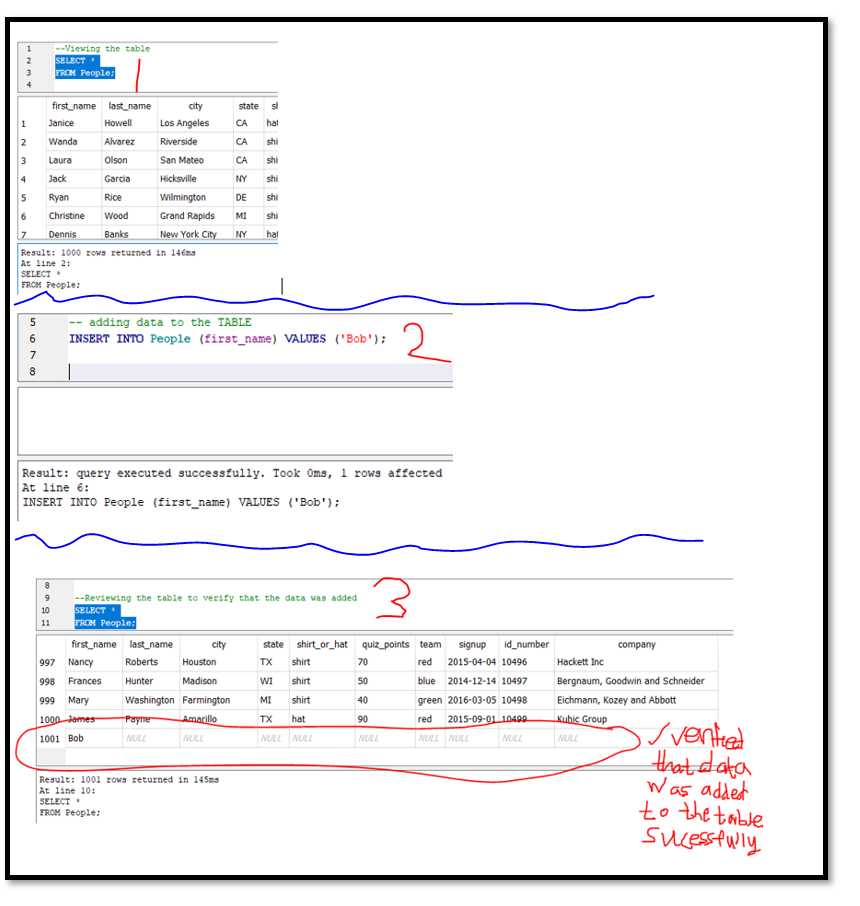 1 --Viewing the table
2 SELECT *
3 FROM People;
4
1
first_name last_name city state sh
1 Janice Howell Los Angeles CA hat
2 Wanda Alvarez Riverside CA shi
3 Laura Olson San Mateo CA shi
4 Jack Garcia Hicksville NY shi
5 Ryan Rice Wilmington DE shi
6 Christine Wood Grand Rapids MI shi
7 Dennis Banks New York City NY hat
Result: 1000 rows returned in 146ms
At line 2:
SELECT *
FROM People;
5 -- adding data to the TABLE
6 INSERT INTO People (first_name) VALUES ('Bob');
7
8
2
Result: query executed successfully. Took 0ms, 1 rows affected
At line 6:
INSERT INTO People (first_name) VALUES ('Bob');
8
9 --Reviewing the table to verify that the data was added
10 SELECT *
11 FROM People;
3
first_name last_name city state shirt_or_hat quiz_points team signup id_number company
997 Nancy Roberts Houston TX shirt 70 red 2015-04-04 10496 Hackett Inc
998 Frances Hunter Madison WI shirt 50 blue 2014-12-14 10497 Bergnaum, Goodwin and Schneider
999 Mary Washington Farmington MI shirt 40 green 2016-03-05 10498 Eichmann, Kozey and Abbott
1000 James Payne Amarillo TX hat 90 red 2015-09-01 10499 Kuhic Group
1001 Bob NULL NULL NULL NULL NULL NULL NULL NULL NULL
✓ verified
that data
was added
to the table
sucessfully
Result: 1001 rows returned in 145ms
At line 10:
SELECT *
FROM People;